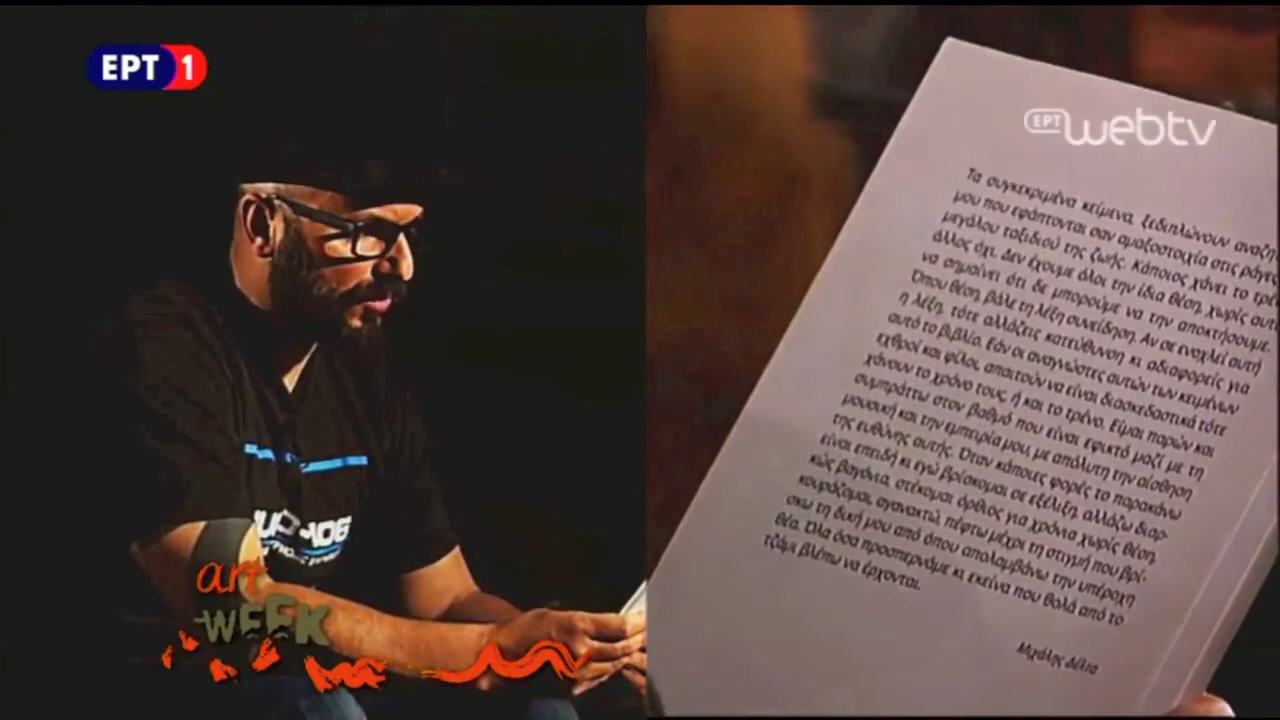 ΕΡΤ 1
ΕΡΤ webtv
Τα συγκεκριμένα κείμενα, ξεδιπλώνουν αναζη
μου που εφάπτονται σαν αμαξοστοιχία στις ράγες
μεγάλου ταξιδιού της ζωής. Κάποιος χάνει το τρέ
άλλος όχι. Δεν έχουμε όλοι την ίδια θέση, χωρίς αυτ
να σημαίνει ότι δε μπορούμε να την αποκτήσουμε.
Όπου θέση, βάλε τη λέξη συνείδηση. Αν σε ενοχλεί αυτή
η λέξη, τότε αλλάζεις κατεύθυνση κι αδιαφορείς για
αυτό το βιβλίο. Εάν οι αναγνώστες αυτών των κειμένων
εχθροί και φίλοι, απαιτούν να είναι διασκεδαστικά τότε
χάνουν το χρόνο τους, ή και το τρένο. Είμαι παρών και
συμπράττω στον βαθμό που είναι εφικτό μαζί με τη
μουσική και την εμπειρία μου, με απόλυτη την αίσθηση
της ευθύνης αυτής. Όταν κάποιες φορές το παρακάνω
είναι επειδή κι εγώ βρίσκομαι σε εξέλιξη, αλλάζω διαρ-
κώς βαγόνια, στέκομαι όρθιος για χρόνια χωρίς θέση,
κουράζομαι, αγανακτώ, πέφτω μέχρι τη στιγμή που βρί-
σκω τη δική μου από όπου απολαμβάνω την υπέροχη
θέα. Όλα όσα προσπερνάμε κι εκείνα που θολά από το
τζάμι βλέπω να έρχονται.
Μιχάλης Δέλτα
art
WEEK